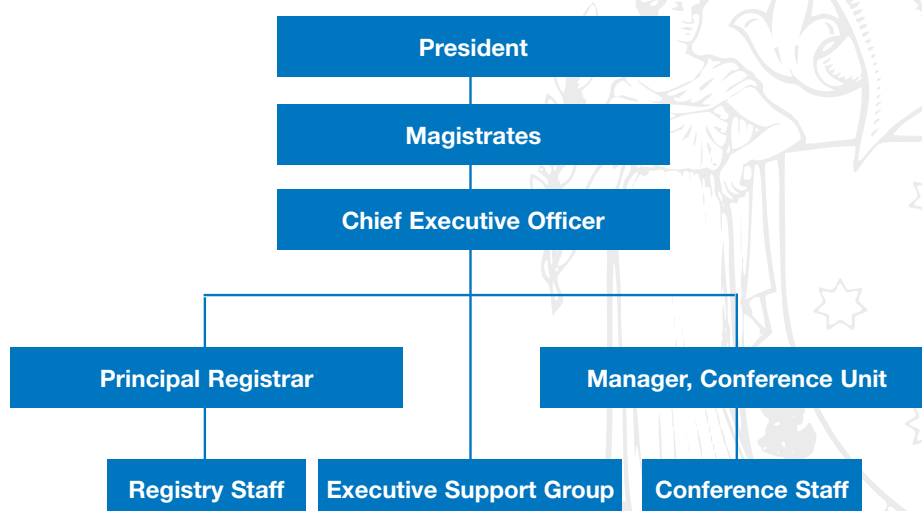 President
Magistrates
Chief Executive Officer
Principal Registrar
Manager, Conference Unit
Registry Staff
Executive Support Group
Conference Staff